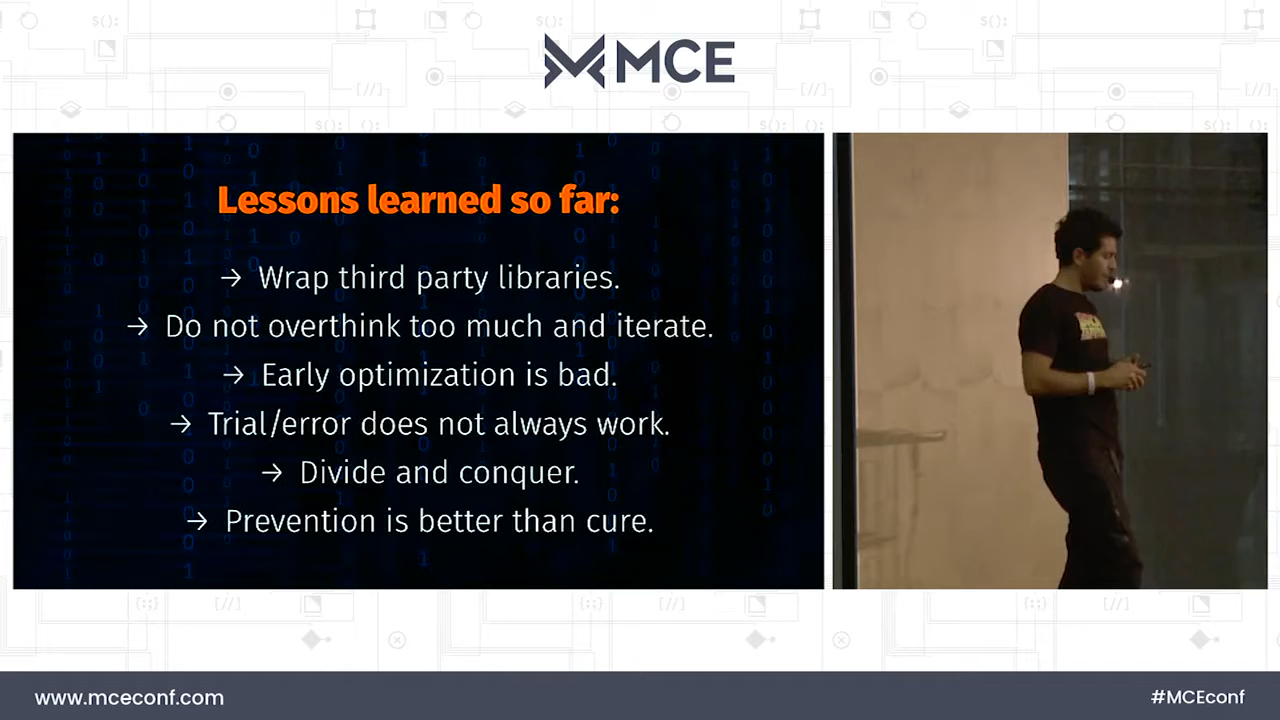 MCE
Lessons learned so far:
→ Wrap third party libraries.
→ Do not overthink too much and iterate.
→ Early optimization is bad.
→ Trial/error does not always work.
→ Divide and conquer.
→ Prevention is better than cure.
www.mceconf.com
#MCEconf